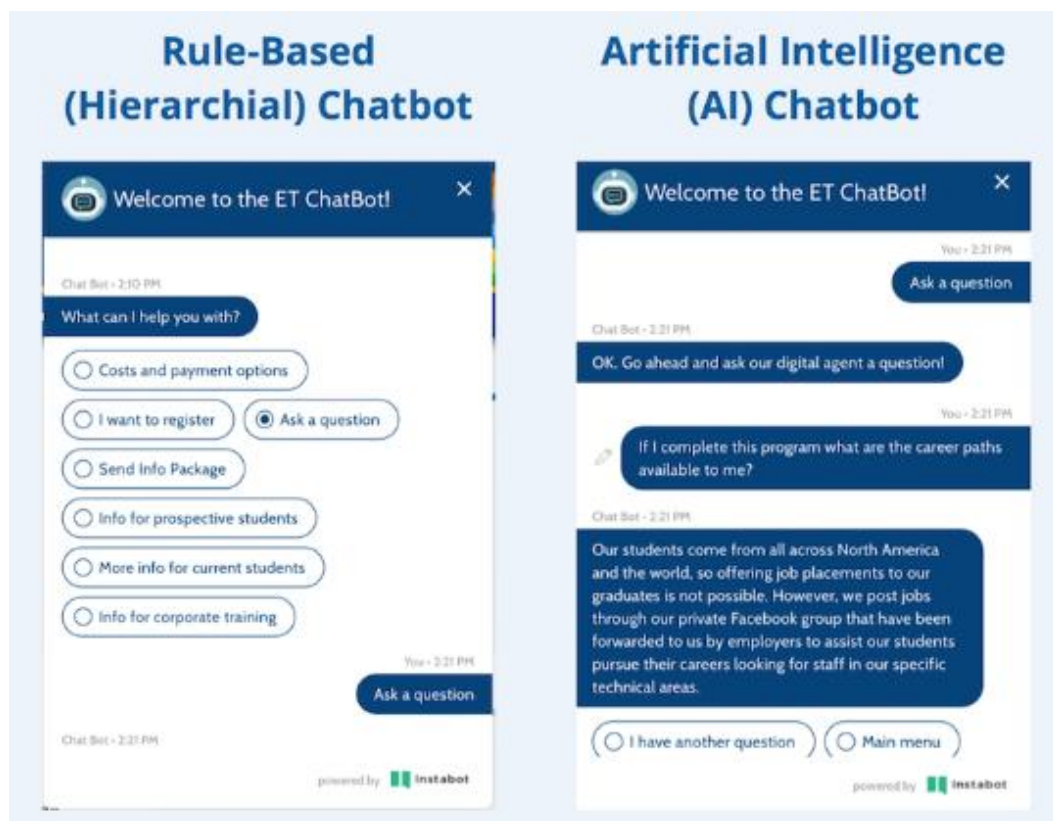 Rule-Based
(Hierarchial) Chatbot
Welcome to the ET ChatBot!
Chat Bot • 2:10 PM
What can I help you with?
Costs and payment options
I want to register
Ask a question
Send Info Package
Info for prospective students
More info for current students
Info for corporate training
You • 2:21 PM
Ask a question
Chat Bot • 2:21 PM
powered by instabot
Artificial Intelligence
(AI) Chatbot
Welcome to the ET ChatBot!
You • 2:21 PM
Ask a question
Chat Bot • 2:21 PM
OK. Go ahead and ask our digital agent a question!
You • 2:21 PM
If I complete this program what are the career paths
available to me?
Chat Bot • 2:21 PM
Our students come from all across North America
and the world, so offering job placements to our
graduates is not possible. However, we post jobs
through our private Facebook group that have been
forwarded to us by employers to assist our students
pursue their careers looking for staff in our specific
technical areas.
I have another question
Main menu
powered by instabot